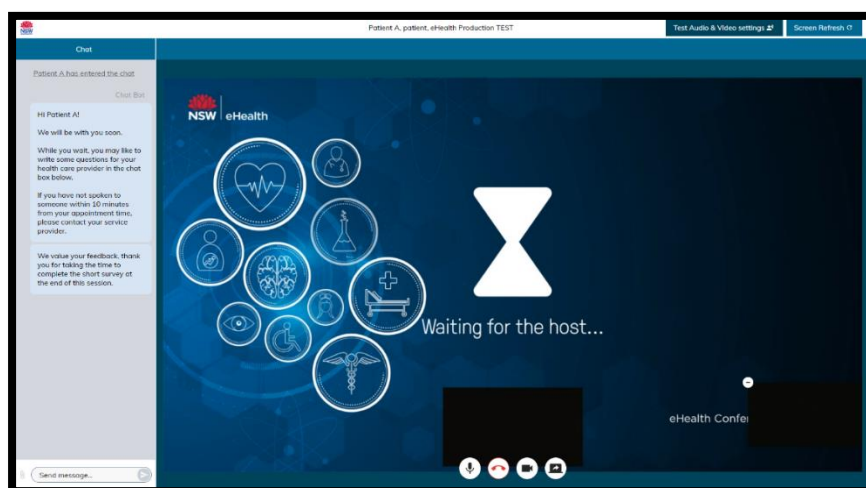 NSW
Patient A, patient, eHealth Production TEST
Test Audio & Video settings
Screen Refresh
Chat
Patient A has entered the chat
Chat Bot
Hi Patient A!
We will be with you soon.
While you wait, you may like to
write some questions for your
health care provider in the chat
box below.
If you have not spoken to
someone within 10 minutes
from your appointment time,
please contact your service
provider.
We value your feedback, thank
you for taking the time to
complete the short survey at
the end of this session.
Send message...
NSW eHealth
Waiting for the host...
eHealth